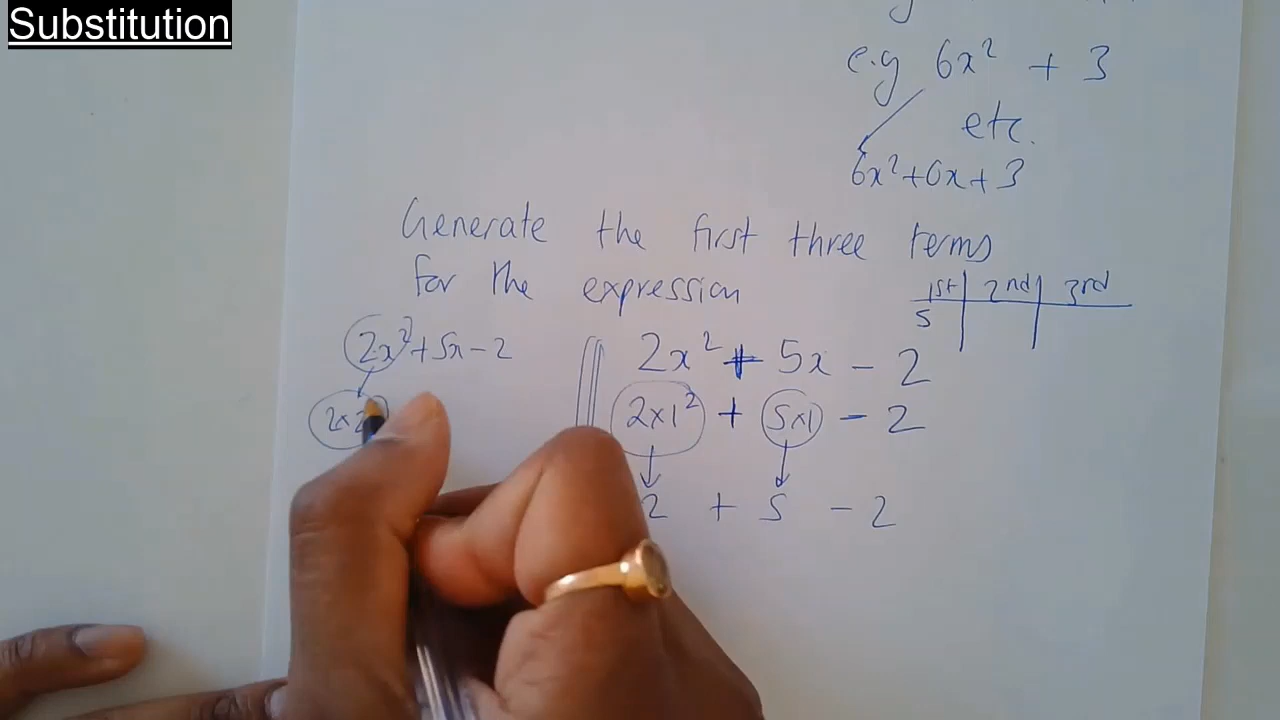 Substitution
e.g 6x² + 3
etc.
6x²+0x+3
Generate the first three terms
for the expression
1st 2nd 3rd
5
2x²+5x-2
2x² + 5x - 2
2x1² + 5x1 - 2
2 + 5 - 2